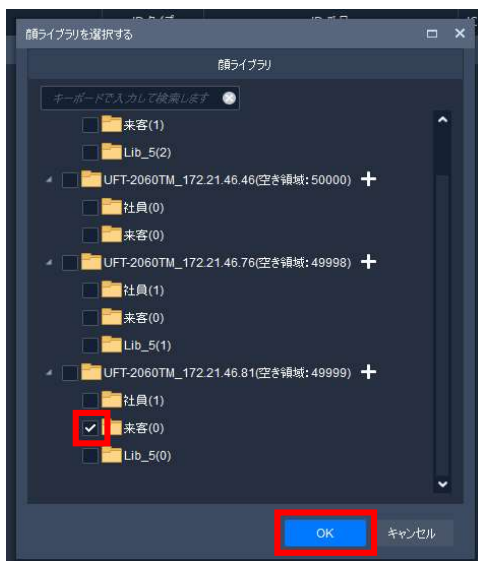 顔ライブラリを選択する
顔ライブラリ
キーボードで入力して検索します
来客(1)
Lib_5(2)
UFT-2060TM_172.21.46.46(空き領域: 50000)
社員(0)
来客(0)
UFT-2060TM_172.21.46.76(空き領域: 49998)
社員(1)
来客(0)
Lib_5(1)
UFT-2060TM_172.21.46.81(空き領域: 49999)
社員(1)
来客(0)
Lib_5(0)
OK
キャンセル